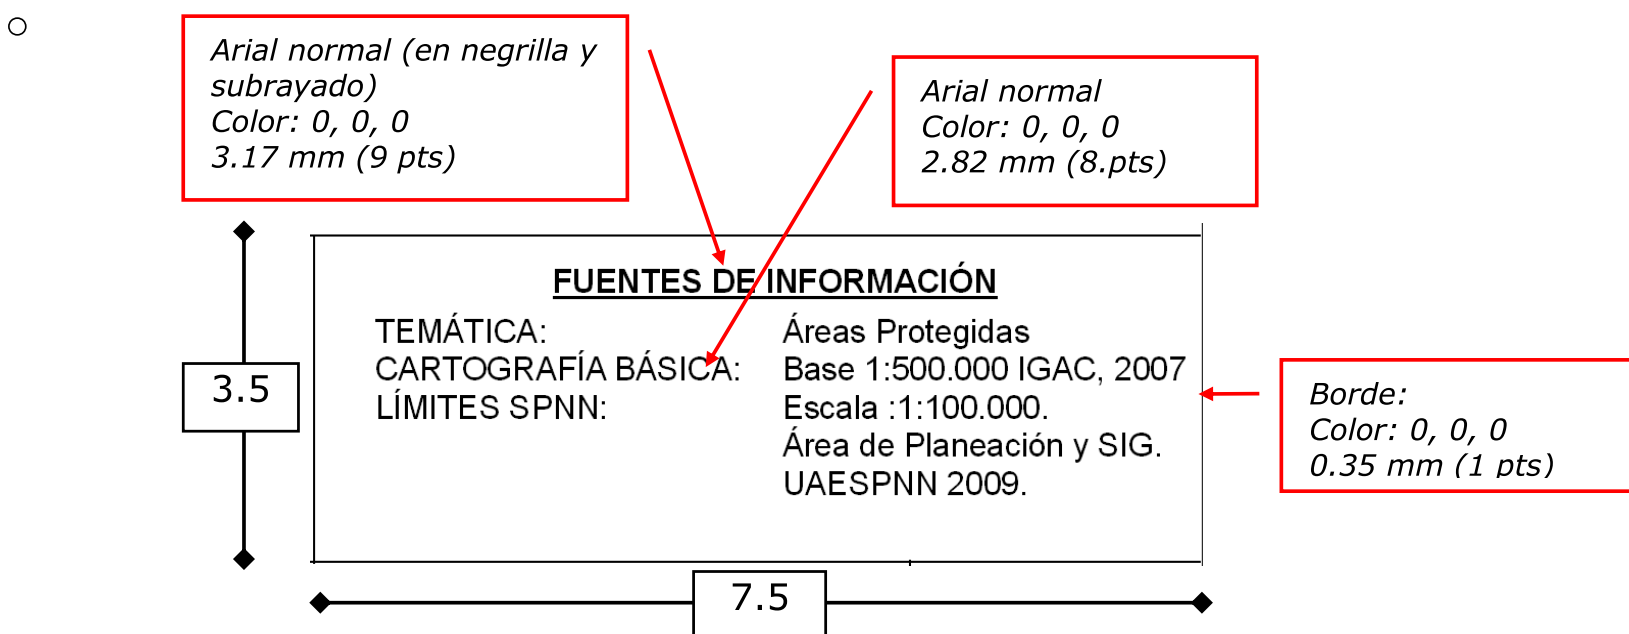 Arial normal (en negrilla y
subrayado)
Color: 0, 0, 0
3.17 mm (9 pts)
Arial normal
Color: 0, 0, 0
2.82 mm (8.pts)
FUENTES DE INFORMACIÓN
TEMÁTICA: Áreas Protegidas
CARTOGRAFÍA BÁSICA: Base 1:500.000 IGAC, 2007
LÍMITES SPNN: Escala :1:100.000.
Área de Planeación y SIG.
UAESPNN 2009.
3.5
Borde:
Color: 0, 0, 0
0.35 mm (1 pts)
7.5